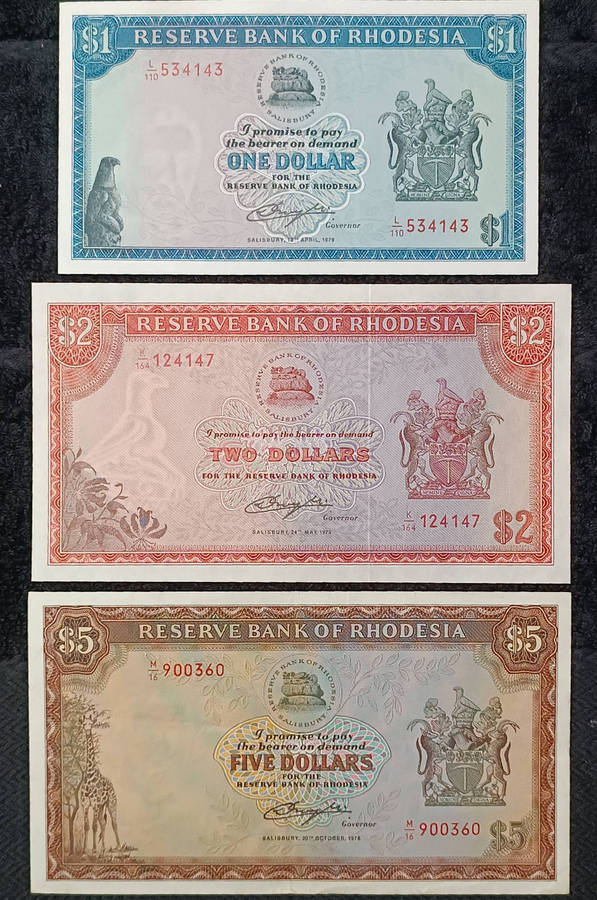 $1 RESERVE BANK OF RHODESIA $1
L/110 534143
RESERVE BANK OF RHODESIA
SALISBURY
I promise to pay
the bearer on demand
ONE DOLLAR
FOR THE
RESERVE BANK OF RHODESIA
Governor
L/110 534143 $1
$2 RESERVE BANK OF RHODESIA $2
K/164 124147
RESERVE BANK OF RHODESIA
SALISBURY
I promise to pay the bearer on demand
TWO DOLLARS
FOR THE RESERVE BANK OF RHODESIA
Governor
K/164 124147 $2
SALISBURY, 24TH MAY, 1979
$5 RESERVE BANK OF RHODESIA $5
M/16 900360
RESERVE BANK OF RHODESIA
SALISBURY
I promise to pay
the bearer on demand
FIVE DOLLARS
FOR THE
RESERVE BANK OF RHODESIA
Governor
M/16 900360 $5
SALISBURY, 20TH OCTOBER, 1978